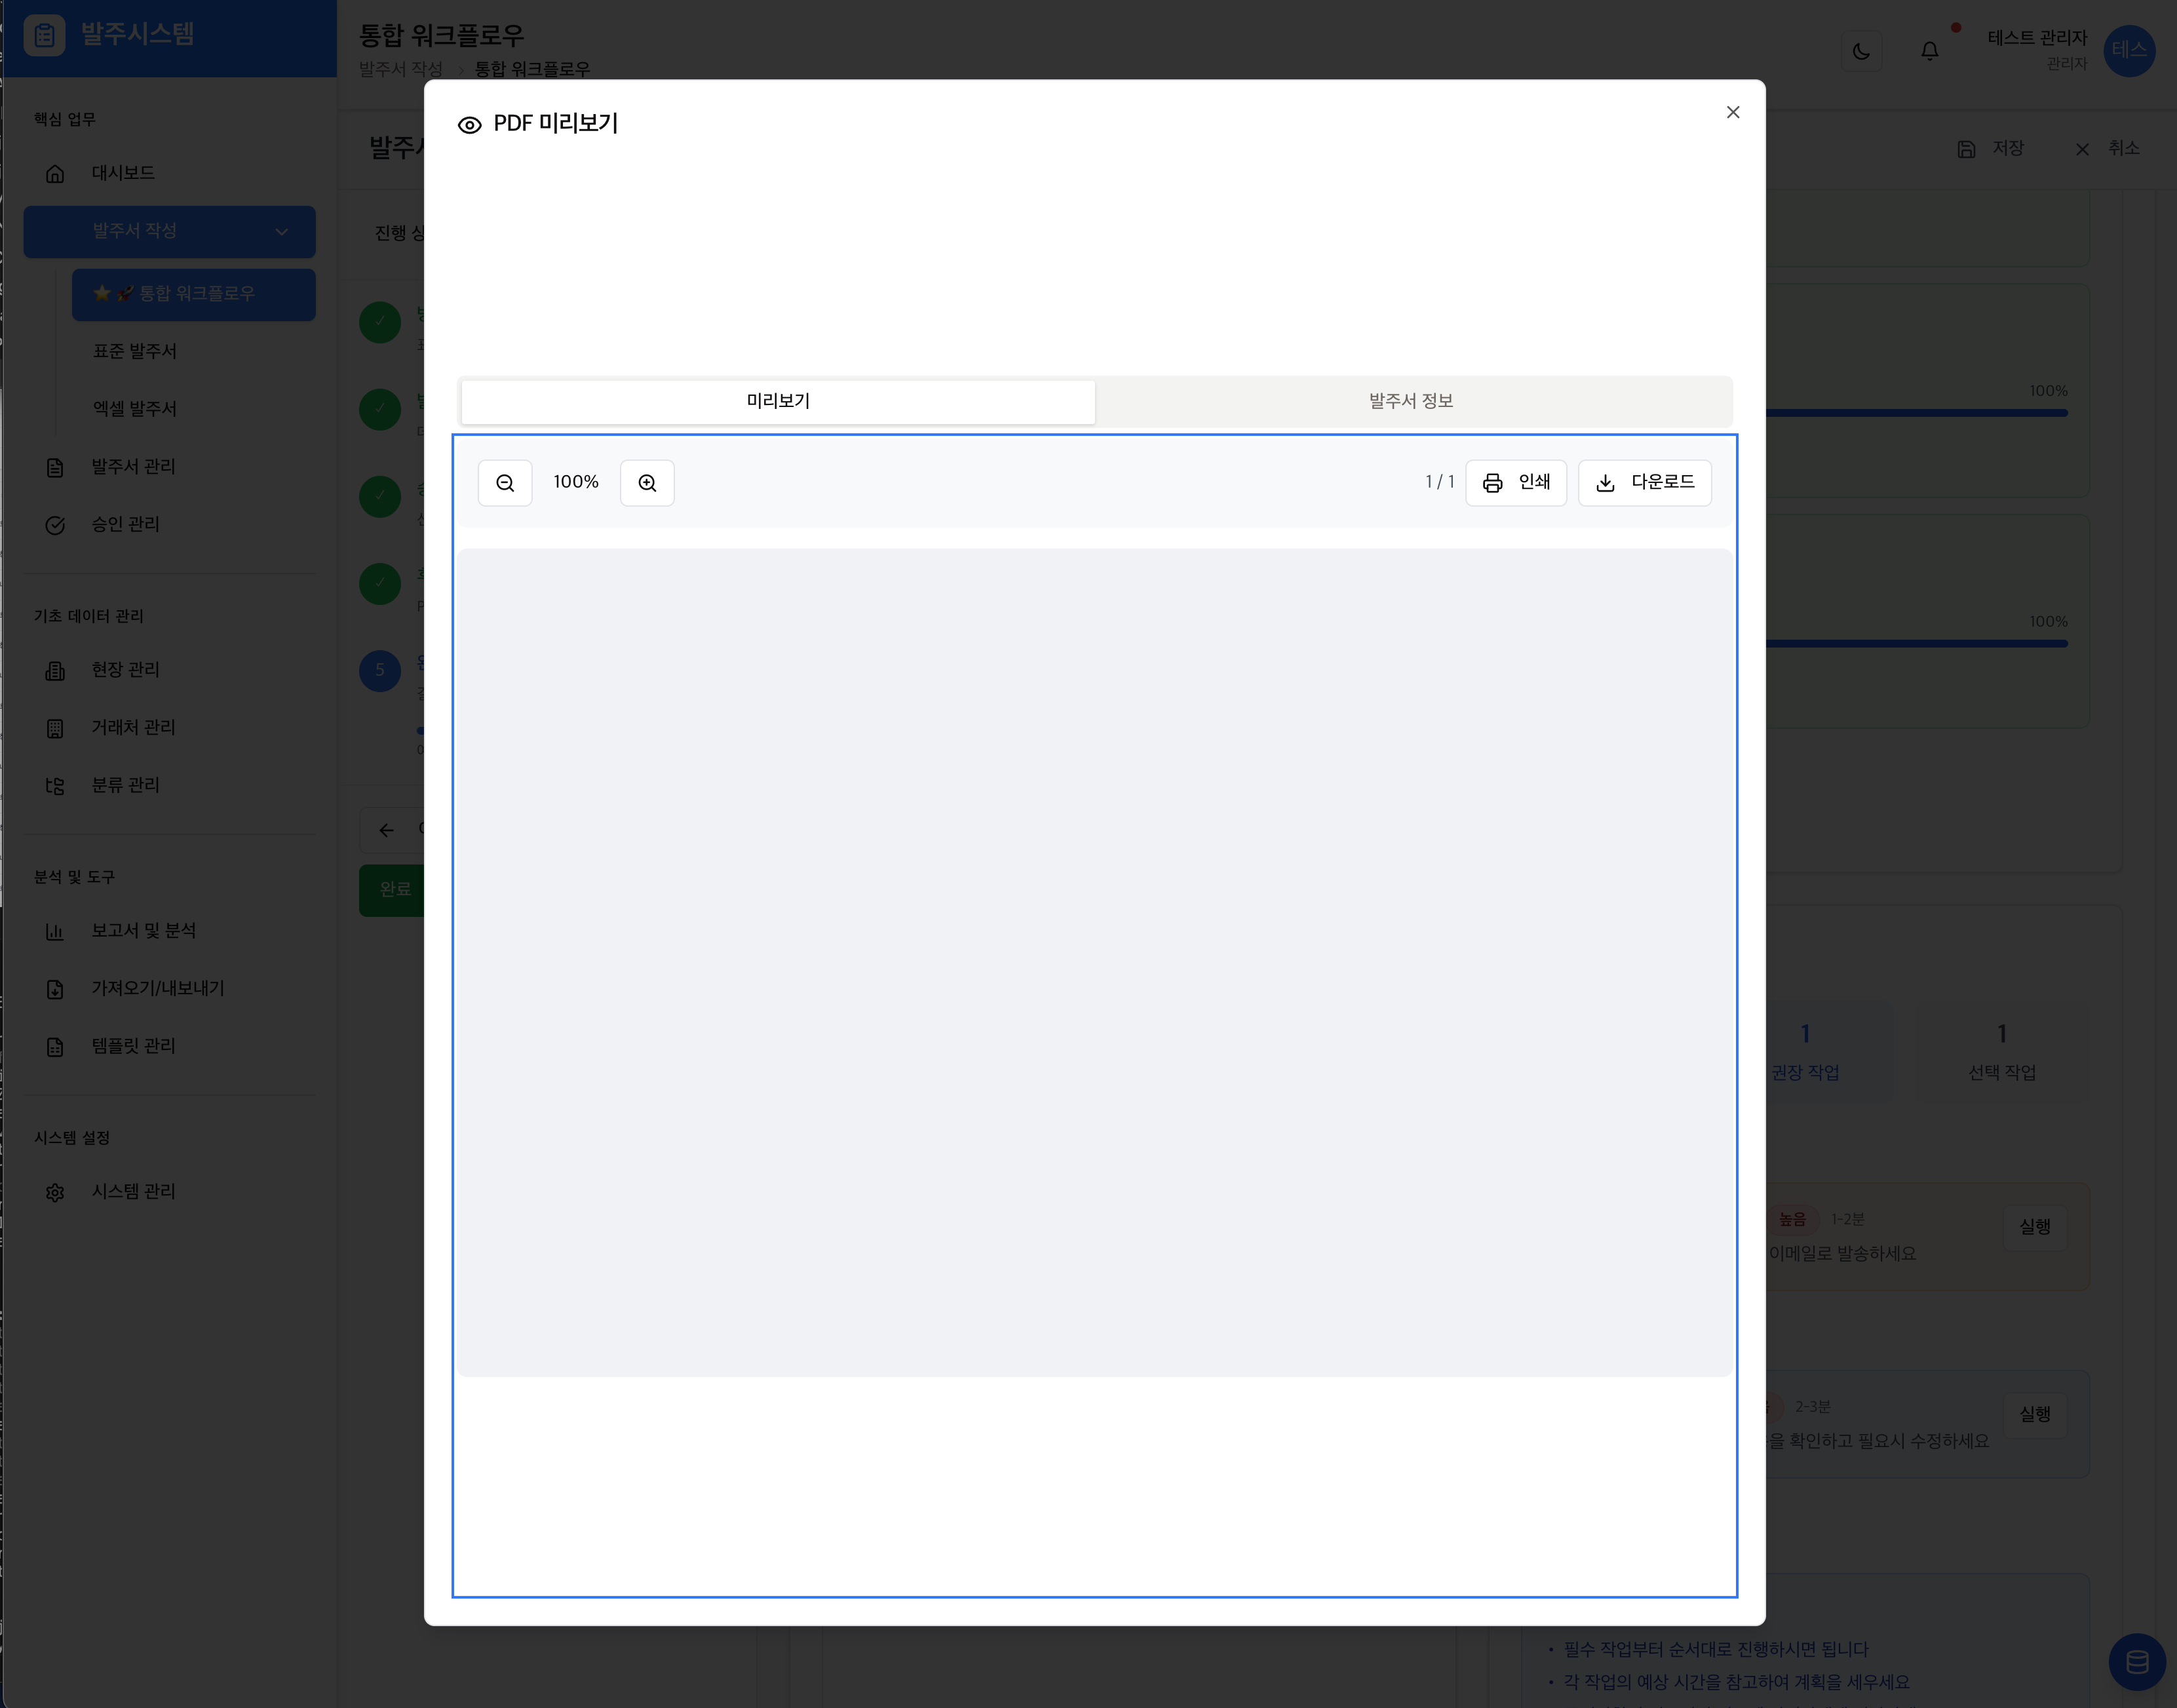 발주시스템
통합 워크플로우
발주서 작성 > 통합 워크플로우
테스트 관리자
관리자
테스
핵심 업무
대시보드
발주서 작성
⭐ 🚀 통합 워크플로우
표준 발주서
엑셀 발주서
발주서 관리
승인 관리
기초 데이터 관리
현장 관리
거래처 관리
분류 관리
분석 및 도구
보고서 및 분석
가져오기/내보내기
템플릿 관리
시스템 설정
시스템 관리
저장
취소
진행
✓
✓
✓
✓
5
완료
PDF 미리보기
미리보기
발주서 정보
100%
1 / 1
인쇄
다운로드
100%
100%
1
권장 작업
1
선택 작업
높음
1-2분
실행
이메일로 발송하세요
2-3분
실행
확인하고 필요시 수정하세요
• 필수 작업부터 순서대로 진행하시면 됩니다
• 각 작업의 예상 시간을 참고하여 계획을 세우세요